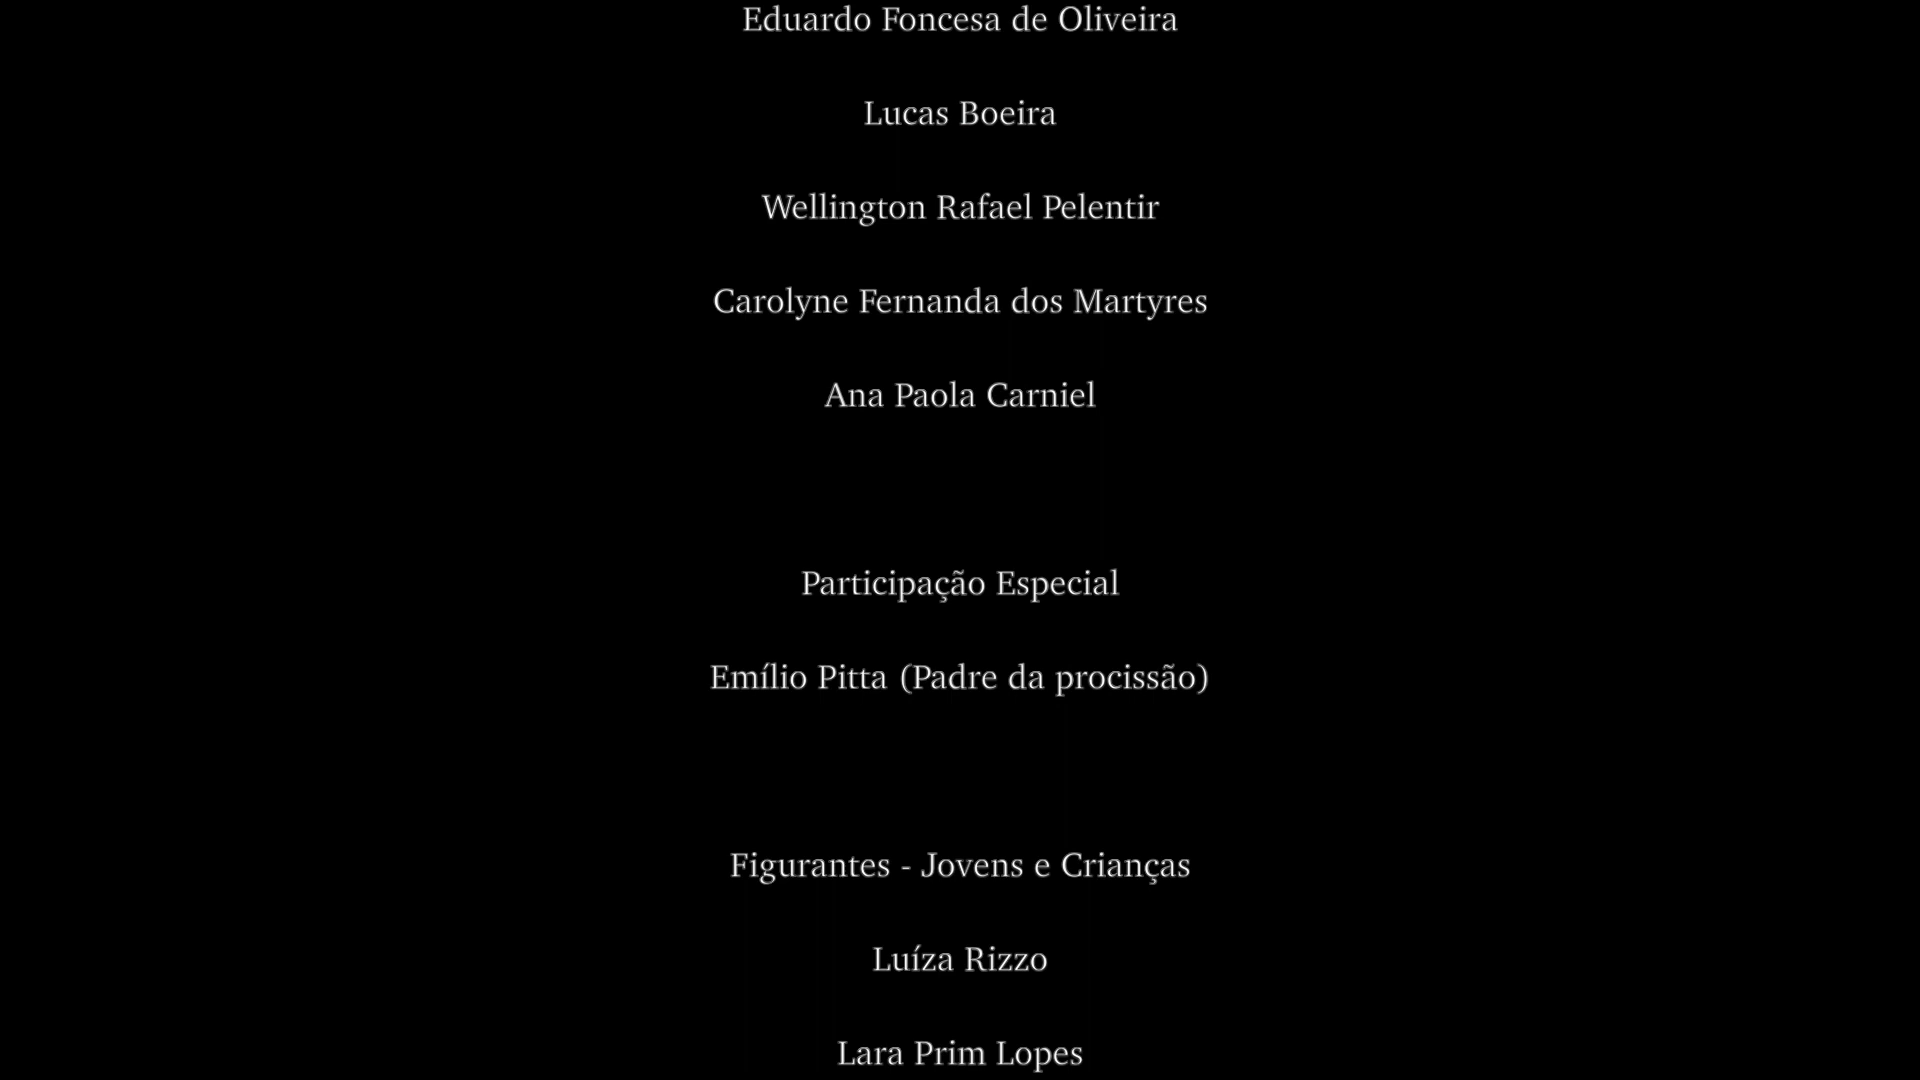 Eduardo Foncesa de Oliveira
Lucas Boeira
Wellington Rafael Pelentir
Carolyne Fernanda dos Martyres
Ana Paola Carniel
Participação Especial
Emílio Pitta (Padre da procissão)
Figurantes - Jovens e Crianças
Luíza Rizzo
Lara Prim Lopes